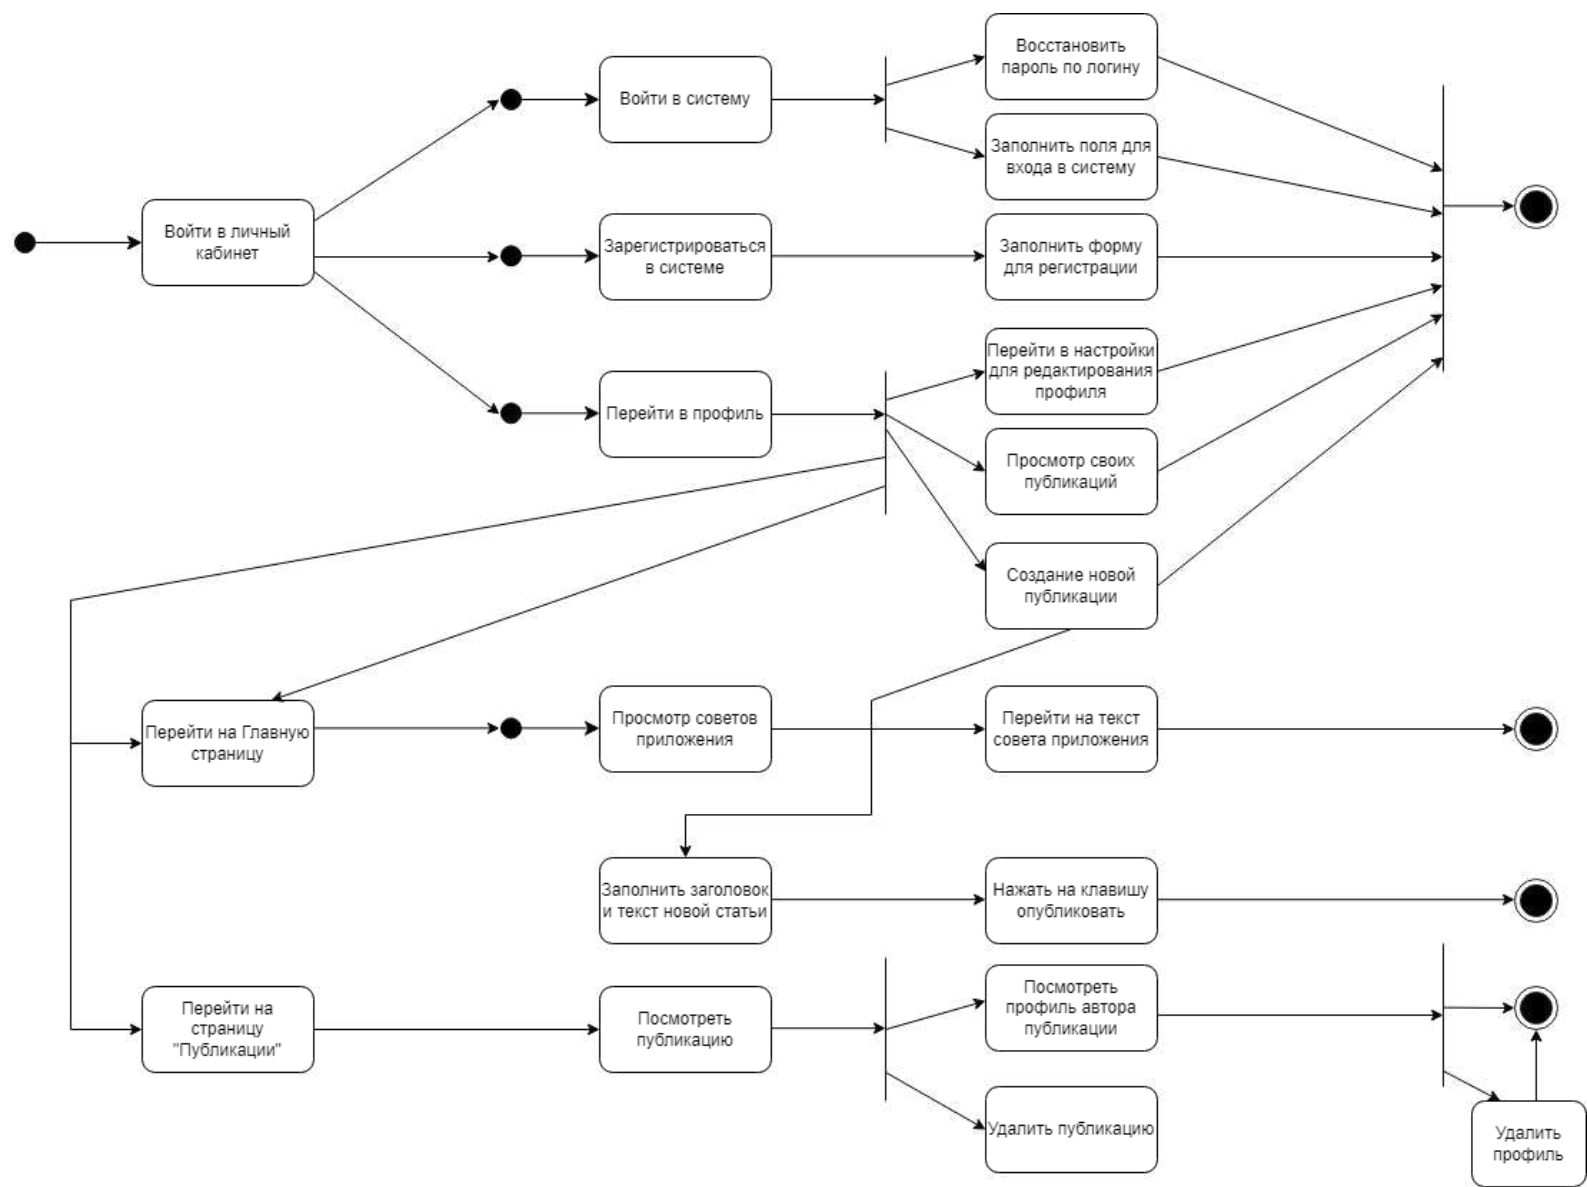 Восстановить
пароль по логину
Войти в систему
Заполнить поля для
входа в систему
Войти в личный
кабинет
Зарегистрироваться
в системе
Заполнить форму
для регистрации
Перейти в профиль
Перейти в настройки
для редактирования
профиля
Просмотр своих
публикаций
Создание новой
публикации
Перейти на Главную
страницу
Просмотр советов
приложения
Перейти на текст
совета приложения
Заполнить заголовок
и текст новой статьи
Нажать на клавишу
опубликовать
Перейти на
страницу
"Публикации"
Посмотреть
публикацию
Посмотреть
профиль автора
публикации
Удалить публикацию
Удалить
профиль